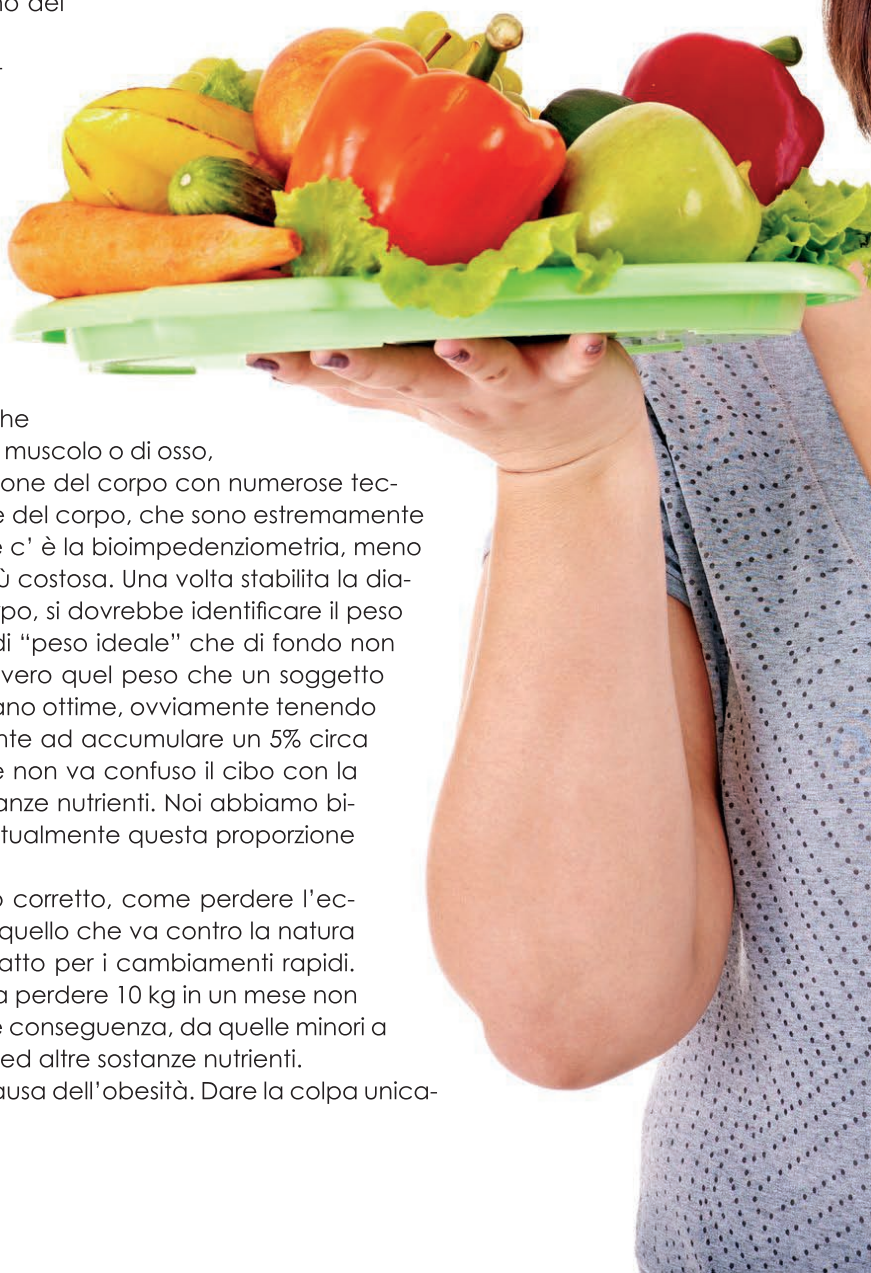 no dei
he
muscolo o di osso,
one del corpo con numerose tec-
e del corpo, che sono estremamente
e c’ è la bioimpedenziometria, meno
ù costosa. Una volta stabilita la dia-
po, si dovrebbe identificare il peso
di “peso ideale” che di fondo non
vero quel peso che un soggetto
ano ottime, ovviamente tenendo
nte ad accumulare un 5% circa
e non va confuso il cibo con la
anze nutrienti. Noi abbiamo bi-
tualmente questa proporzione
o corretto, come perdere l’ec-
quello che va contro la natura
atto per i cambiamenti rapidi.
a perdere 10 kg in un mese non
e conseguenza, da quelle minori a
ed altre sostanze nutrienti.
ausa dell’obesità. Dare la colpa unica-